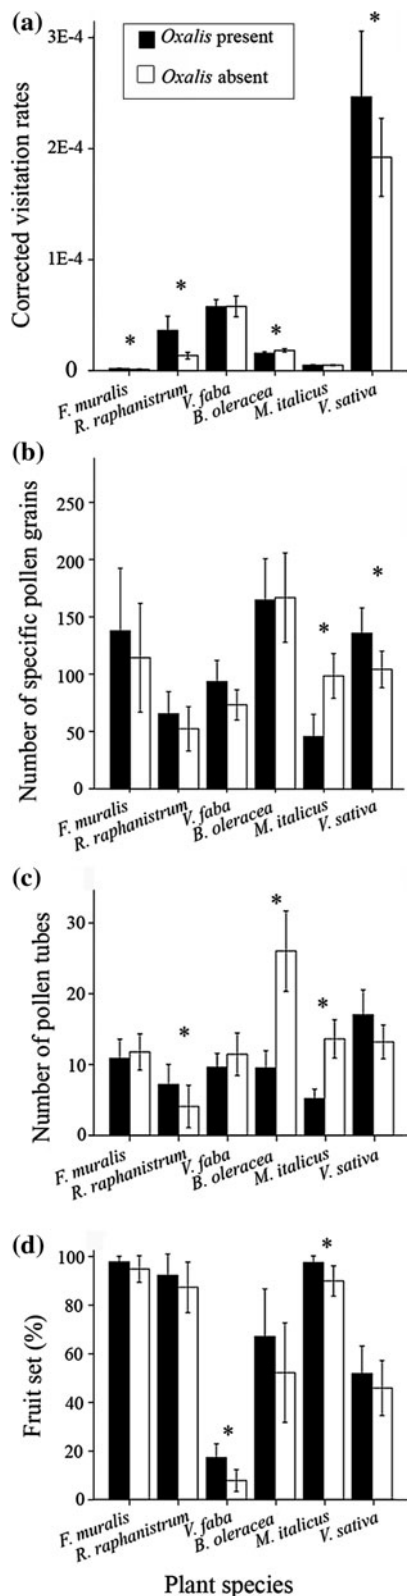 (a)
3E-4
2E-4
1E-4
0
Corrected visitation rates
Oxalis present
Oxalis absent
*
*
*
*
F. muralis
R. raphanistrum
V. faba
B. oleracea
M. italicus
V. sativa
(b)
250
200
150
100
50
0
Number of specific pollen grains
*
*
F. muralis
R. raphanistrum
V. faba
B. oleracea
M. italicus
V. sativa
(c)
30
20
10
0
Number of pollen tubes
*
*
*
F. muralis
R. raphanistrum
V. faba
B. oleracea
M. italicus
V. sativa
(d)
100
80
60
40
20
0
Fruit set (%)
*
*
F. muralis
R. raphanistrum
V. faba
B. oleracea
M. italicus
V. sativa
Plant species